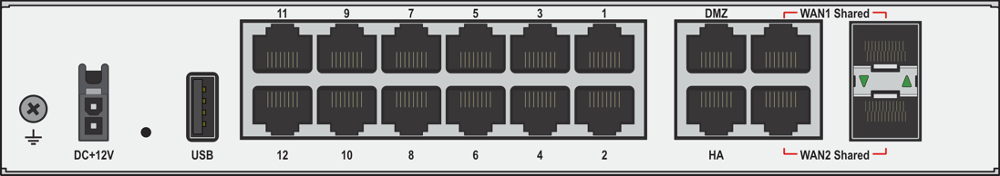 11 9 7 5 3 1 DMZ WAN1 Shared
DC+12V USB 12 10 8 6 4 2 HA WAN2 Shared